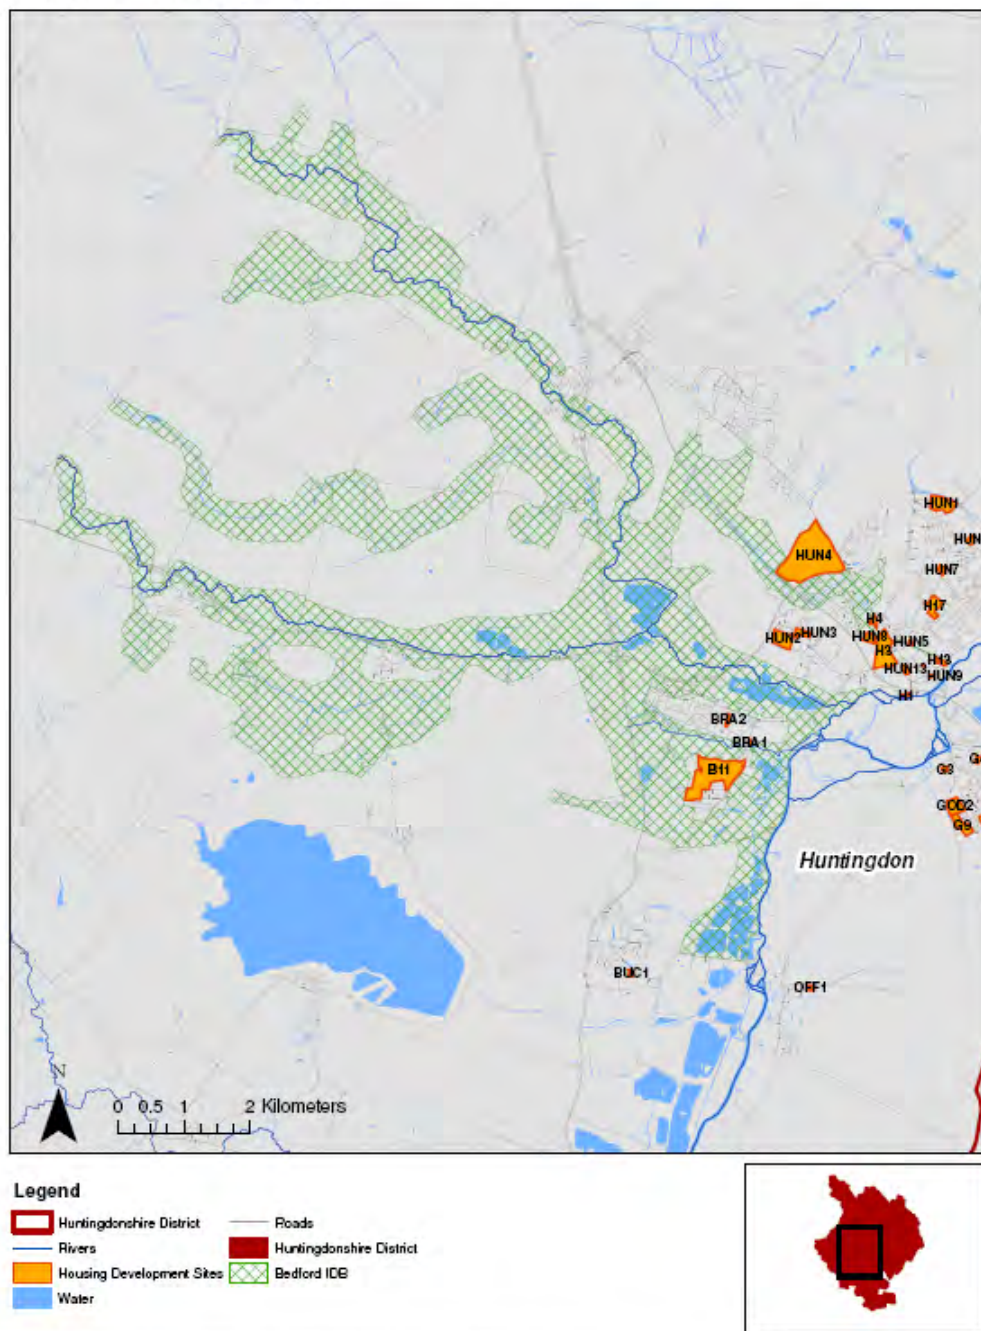 HUN1
HUN
HUN4
HUN7
H17
H4
HUN2
HUN3
HUN8
HUN5
H3
H13
HUN13
HUN9
H1
BRA2
BRA1
B11
G3
G
GOD2
G9
Huntingdon
BUC1
OFF1
N
0 0.5 1 2 Kilometers
Legend
Huntingdonshire District
Roads
Rivers
Huntingdonshire District
Housing Development Sites
Bedford IDB
Water